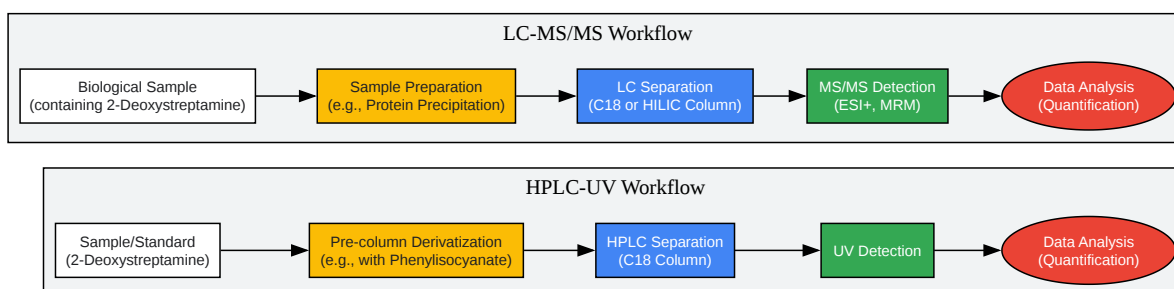 LC-MS/MS Workflow
Biological Sample
(containing 2-Deoxystreptamine)
Sample Preparation
(e.g., Protein Precipitation)
LC Separation
(C18 or HILIC Column)
MS/MS Detection
(ESI+, MRM)
Data Analysis
(Quantification)
HPLC-UV Workflow
Sample/Standard
(2-Deoxystreptamine)
Pre-column Derivatization
(e.g., with Phenylisocyanate)
HPLC Separation
(C18 Column)
UV Detection
Data Analysis
(Quantification)